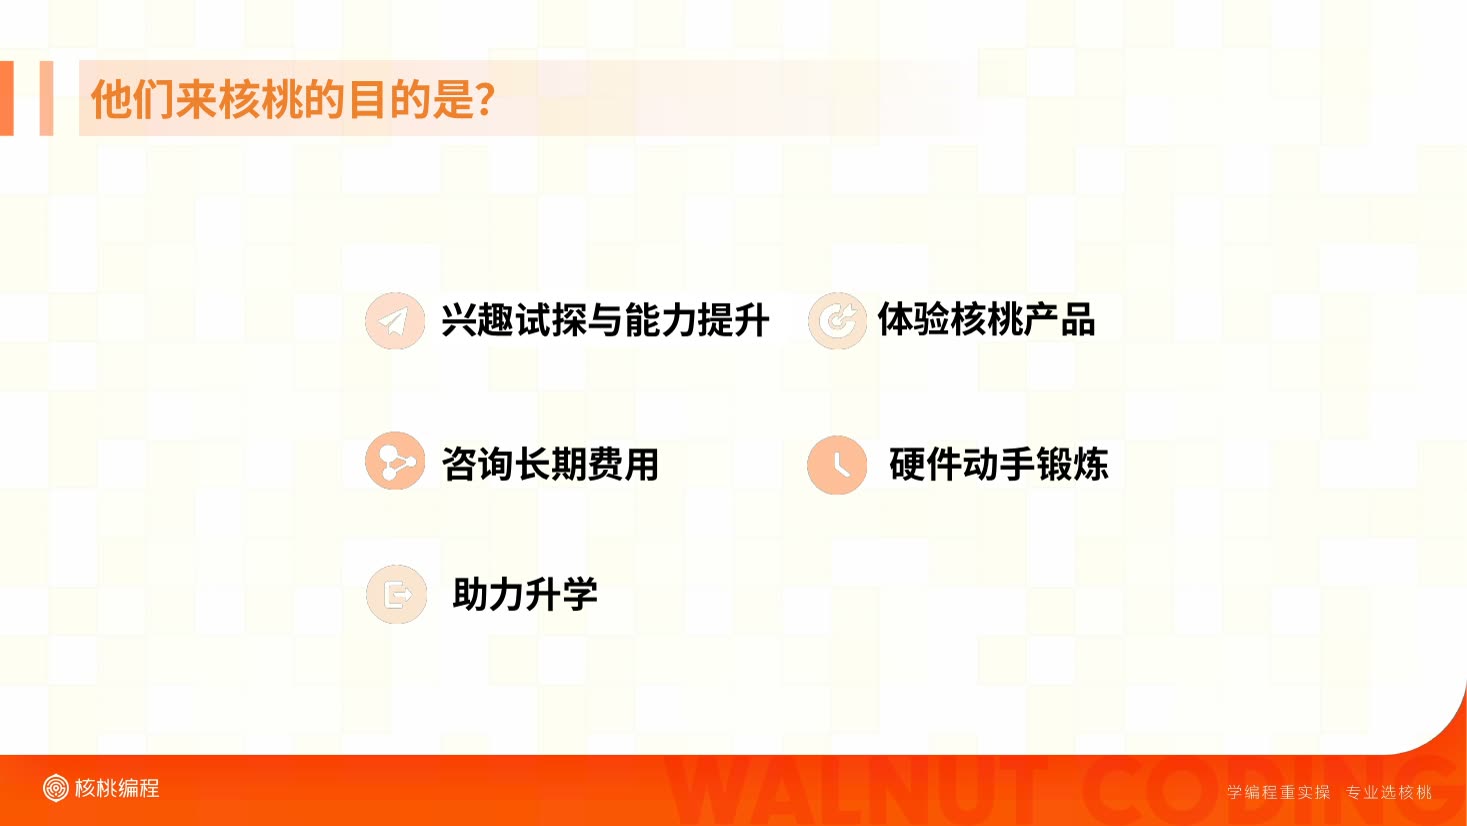 他们来核桃的目的是？
兴趣试探与能力提升
体验核桃产品
咨询长期费用
硬件动手锻炼
助力升学
WALNUT CODING
核桃编程
学编程重实操 专业选核桃